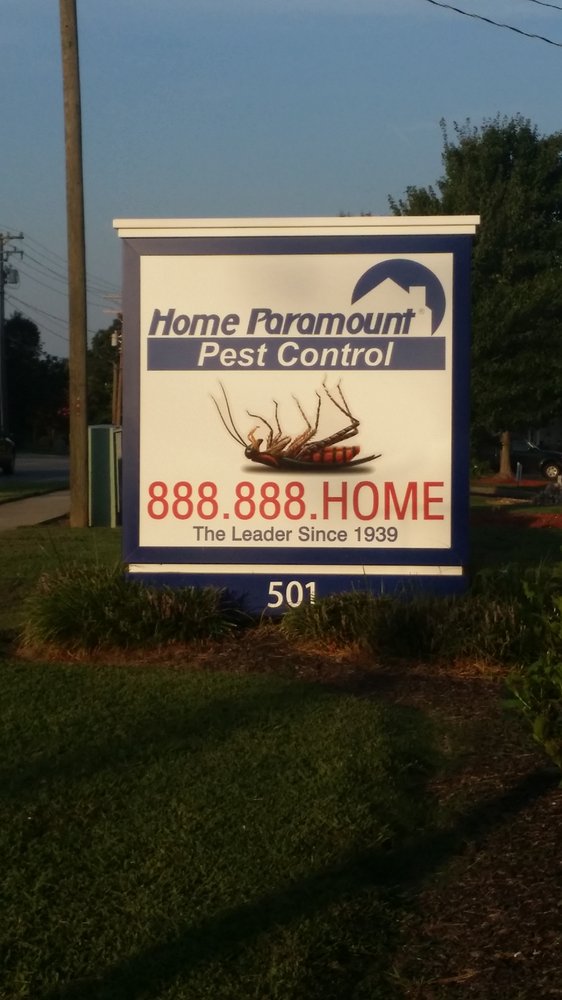 Home Paramount®
Pest Control
888.888.HOME
The Leader Since 1939
501